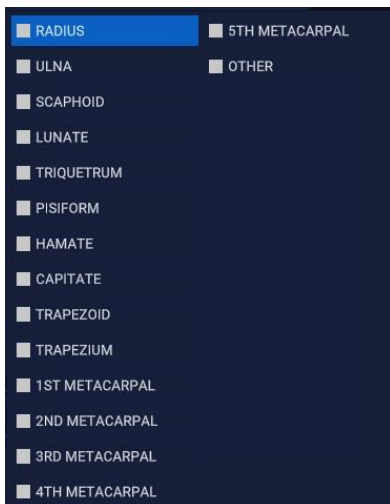 RADIUS
ULNA
SCAPHOID
LUNATE
TRIQUETRUM
PISIFORM
HAMATE
CAPITATE
TRAPEZOID
TRAPEZIUM
1ST METACARPAL
2ND METACARPAL
3RD METACARPAL
4TH METACARPAL
5TH METACARPAL
OTHER